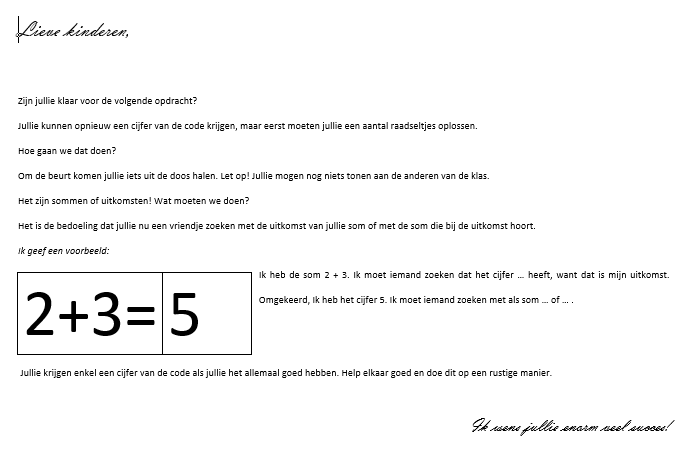 Lieve kinderen,
Zijn jullie klaar voor de volgende opdracht?
Jullie kunnen opnieuw een cijfer van de code krijgen, maar eerst moeten jullie een aantal raadseltjes oplossen.
Hoe gaan we dat doen?
Om de beurt komen jullie iets uit de doos halen. Let op! Jullie mogen nog niets tonen aan de anderen van de klas.
Het zijn sommen of uitkomsten! Wat moeten we doen?
Het is de bedoeling dat jullie nu een vriendje zoeken met de uitkomst van jullie som of met de som die bij de uitkomst hoort.
Ik geef een voorbeeld:
2+3= 5
Ik heb de som 2 + 3. Ik moet iemand zoeken dat het cijfer ... heeft, want dat is mijn uitkomst.
Omgekeerd, Ik heb het cijfer 5. Ik moet iemand zoeken met als som ... of ... .
Jullie krijgen enkel een cijfer van de code als jullie het allemaal goed hebben. Help elkaar goed en doe dit op een rustige manier.
Ik wens jullie enorm veel succes!